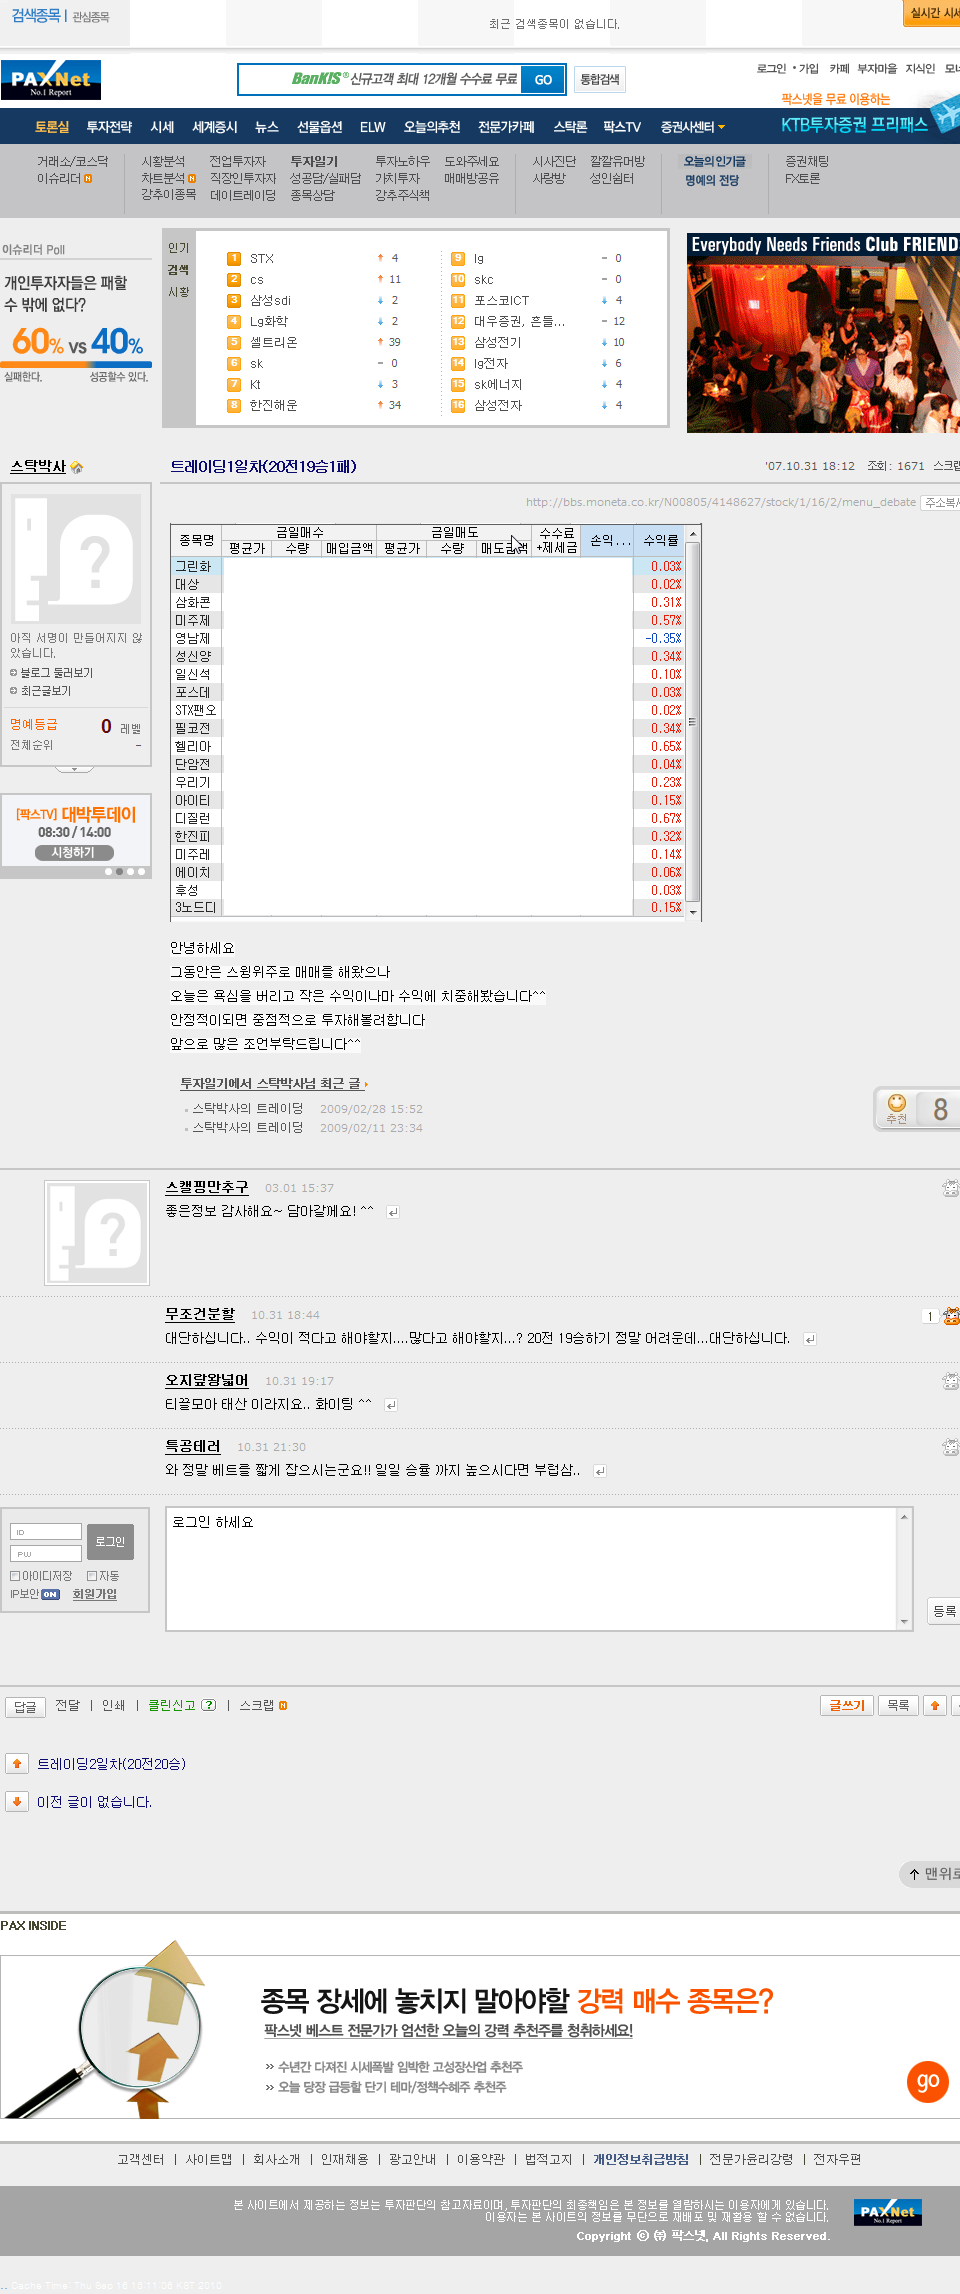 검색종목 | 관심종목
최근 검색종목이 없습니다.
PAXNet
No.1 Report
BanKIS® 신규고객 최대 12개월 수수료 무료 GO 통합검색
로그인 • 가입 카페 부자마을 지식인
팍스넷을 무료 이용하는
KTB투자증권 프리패스
토론실 투자전략 시세 세계증시 뉴스 선물옵션 ELW 오늘의추천 전문가카페 스탁론 팍스TV 증권사센터
거래소/코스닥 시황분석 전업투자자 투자일기 투자노하우 도와주세요 시사진단 깔깔유머방 오늘의 인기글 증권채팅
이슈리더 차트분석 직장인투자자 성공담/실패담 가치투자 매매방공유 사랑방 성인쉼터 명예의 전당 FX토론
강추이종목 데이트레이딩 종목상담 강추주식책
이슈리더 Poll
개인투자자들은 패할
수 밖에 없다?
60% vs 40%
실패한다. 성공할수 있다.
인기
검색
시황
1 STX 4
2 cs 11
3 삼성sdi 2
4 Lg화학 2
5 셀트리온 39
6 sk 0
7 Kt 3
8 한진해운 34
9 lg 0
10 skc 0
11 포스코ICT 4
12 대우증권, 흔들... 12
13 삼성전기 10
14 lg전자 6
15 sk에너지 4
16 삼성전자 4
Everybody Needs Friends Club FRIEND
스탁박사
트레이딩1일차(20전19승1패)
'07.10.31 18:12 조회: 1671 스크랩
http://bbs.moneta.co.kr/N00805/4148627/stock/1/16/2/menu_debate
아직 서명이 만들어지지 않
았습니다.
블로그 둘러보기
최근글보기
명예등급 0 레벨
전체순위 -
[팍스TV] 대박투데이
08:30 / 14:00
시청하기
종목명 금일매수 금일매도 수수료 +제세금 손익... 수익률
평균가 수량 매입금액 평균가 수량
그린화 0.03%
대상 0.02%
삼화콘 0.31%
미주제 0.57%
영남제 -0.35%
성신양 0.34%
일신석 0.10%
포스데 0.03%
STX팬오 0.02%
필코전 0.34%
헬리아 0.65%
단암전 0.04%
우리기 0.23%
아이티 0.15%
디질런 0.67%
한진피 0.32%
미주레 0.14%
에이치 0.06%
후성 0.03%
3노드디 0.15%
안녕하세요
그동안은 스윙위주로 매매를 해왔으나
오늘은 욕심을 버리고 작은 수익이나마 수익에 치중해봤습니다^^
안정적이되면 중점적으로 투자해볼려합니다
앞으로 많은 조언부탁드립니다^^
투자일기에서 스탁박사님 최근 글
스탁박사의 트레이딩 2009/02/28 15:52
스탁박사의 트레이딩 2009/02/11 23:34
추천 8
스캘핑만추구 03.01 15:37
좋은정보 감사해요~ 담아갈께요! ^^
무조건분할 10.31 18:44
1
대단하십니다.. 수익이 적다고 해야할지....많다고 해야할지...? 20전 19승하기 정말 어려운데...대단하십니다.
오지랖왕넓어 10.31 19:17
티끌모아 태산 이라지요.. 화이팅 ^^
특공테러 10.31 21:30
와 정말 베트를 짧게 잡으시는군요!! 일일 승률 까지 높으시다면 부럽삼..
ID
PW
로그인
아이디저장 자동
IP보안 ON 회원가입
로그인 하세요
등록
답글 전달 | 인쇄 | 클린신고 ? | 스크랩
글쓰기 목록
트레이딩2일차(20전20승)
이전 글이 없습니다.
맨위로
PAX INSIDE
종목 장세에 놓치지 말아야할 강력 매수 종목은?
팍스넷 베스트 전문가가 엄선한 오늘의 강력 추천주를 청취하세요!
수년간 다져진 시세폭발 임박한 고성장산업 추천주
오늘 당장 급등할 단기 테마/정책수혜주 추천주
go
고객센터 | 사이트맵 | 회사소개 | 인재채용 | 광고안내 | 이용약관 | 법적고지 | 개인정보취급방침 | 전문가윤리강령 | 전자우편
본 사이트에서 제공하는 정보는 투자판단의 참고자료이며, 투자판단의 최종책임은 본 정보를 열람하시는 이용자에게 있습니다.
이용자는 본 사이트의 정보를 무단으로 재배포 및 재활용 할 수 없습니다.
Copyright ⓒ ㈜ 팍스넷, All Rights Reserved.
PAXNet
No.1 Report